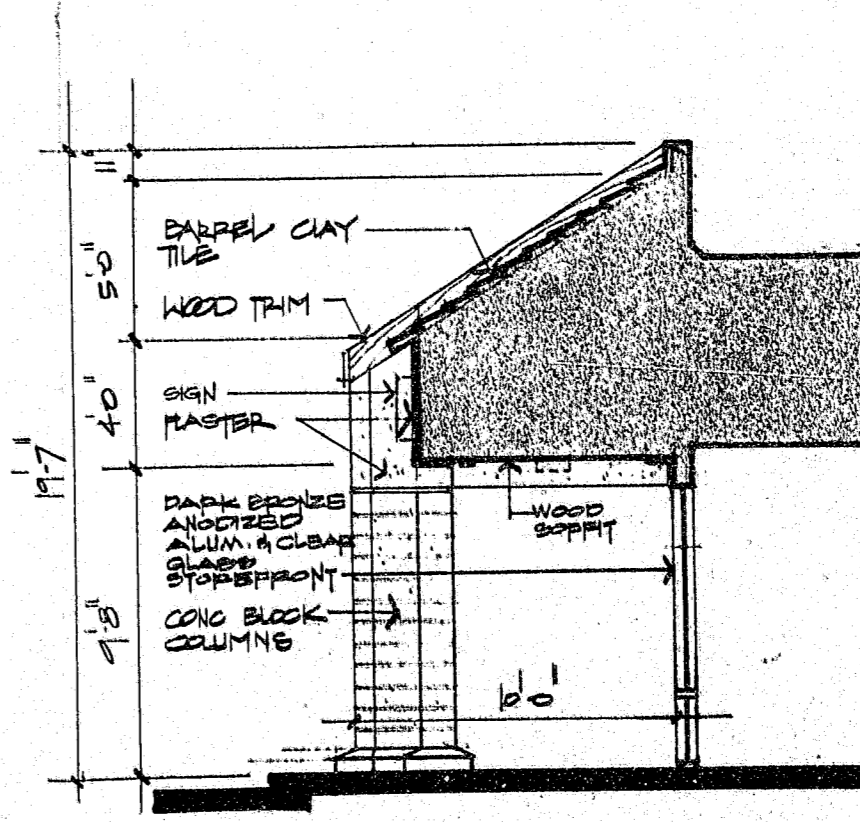 11"
BARREL CLAY
TILE
5'0"
WOOD TRIM
SIGN
PLASTER
4'0"
19'-7"
DARK BRONZE
ANODIZED
ALUM. & CLEAR
GLASS
STOREFRONT
WOOD
SOFFIT
CONC BLOCK
COLUMNS
9'-8"
10'0"